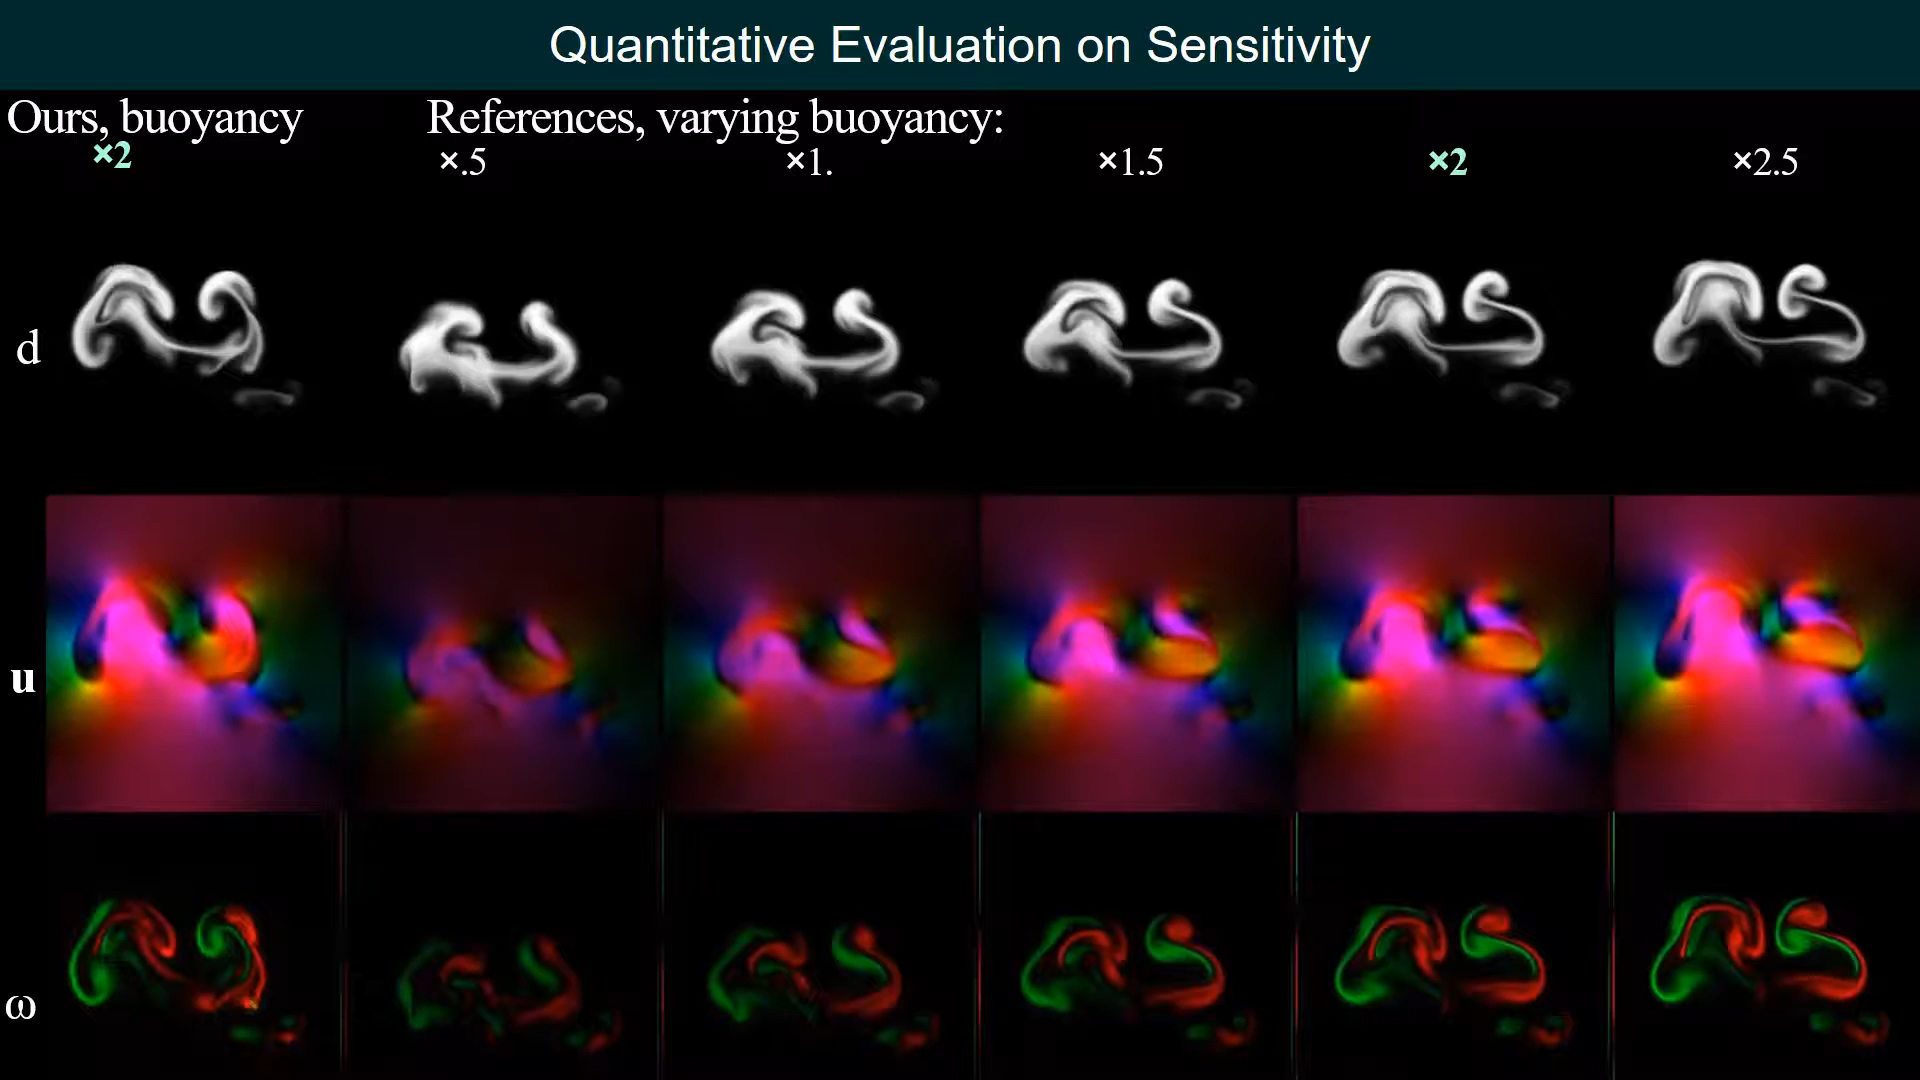 Quantitative Evaluation on Sensitivity
Ours, buoyancy
×2
References, varying buoyancy:
×.5 ×1. ×1.5 ×2 ×2.5
d
u
ω